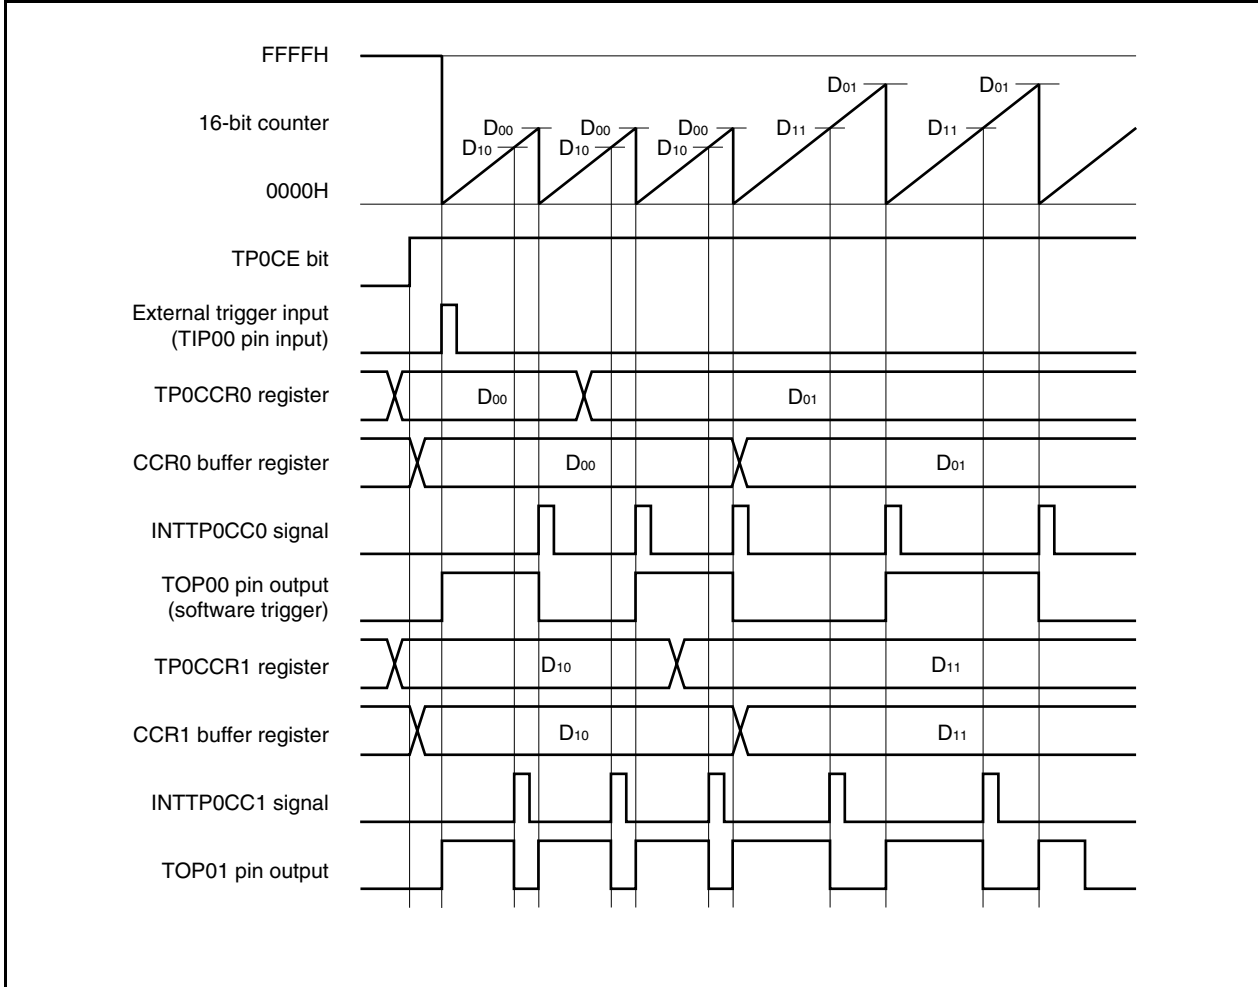 FFFFH
16-bit counter
0000H
D00
D10
D00
D10
D00
D10
D01
D11
D01
D11
TP0CE bit
External trigger input
(TIP00 pin input)
TP0CCR0 register
D00
D01
CCR0 buffer register
D00
D01
INTTP0CC0 signal
TOP00 pin output
(software trigger)
TP0CCR1 register
D10
D11
CCR1 buffer register
D10
D11
INTTP0CC1 signal
TOP01 pin output